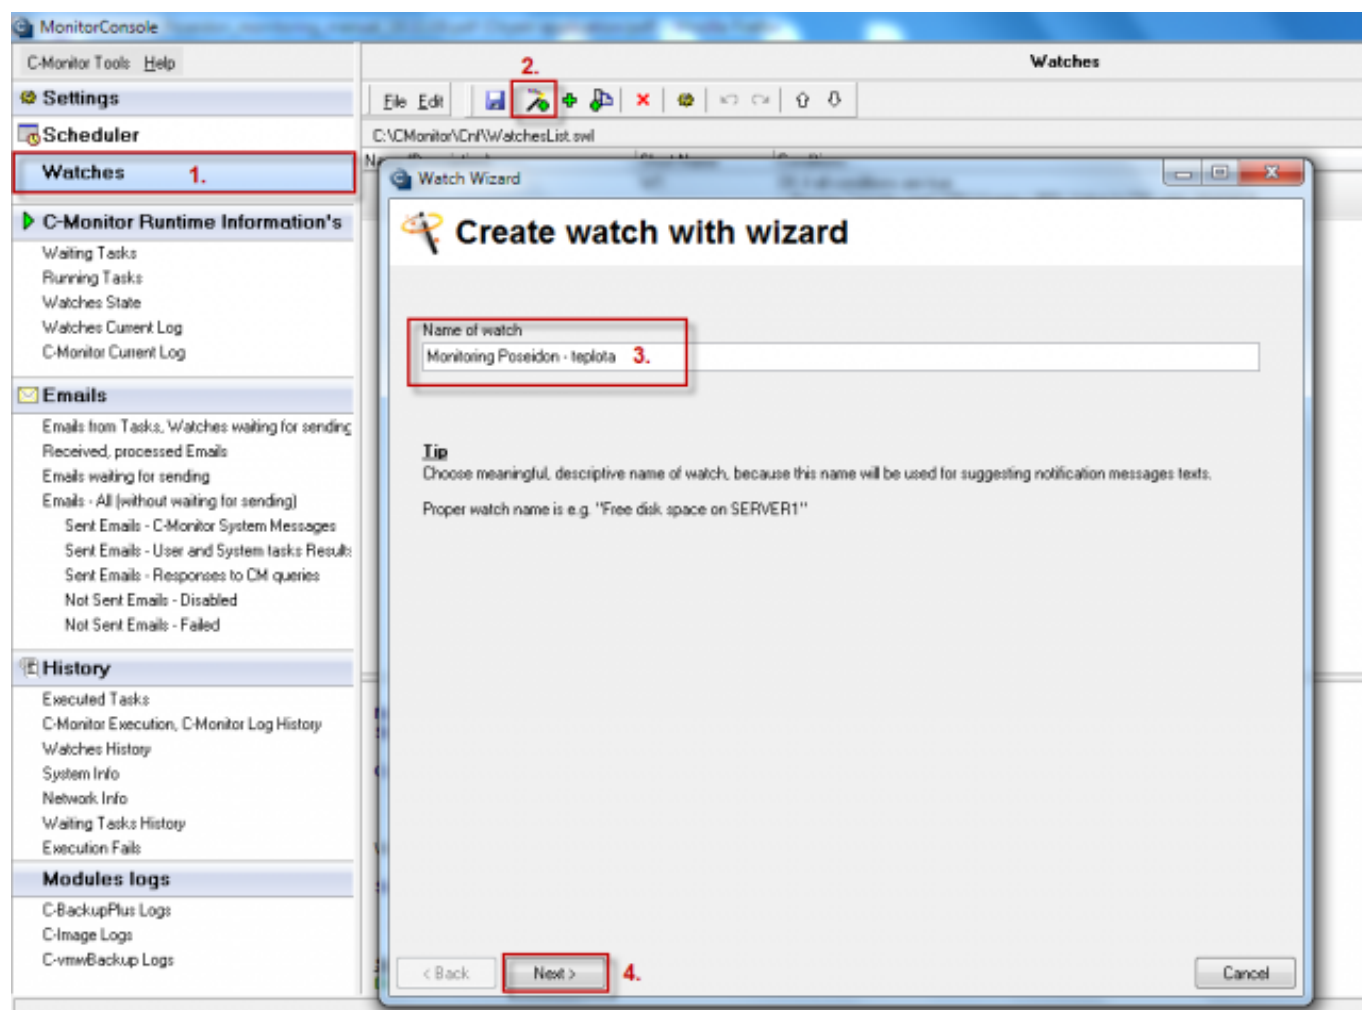 MonitorConsole
C-Monitor Tools Help
Watches
2.
Settings
File Edit
Scheduler
C:\CMonitor\Cnf\WatchesList.swl
Watches 1.
Watch Wizard
C-Monitor Runtime Information's
Create watch with wizard
Waiting Tasks
Running Tasks
Watches State
Watches Current Log
C-Monitor Current Log
Name of watch
Monitoring Poseidon - teplota 3.
Emails
Emails from Tasks, Watches waiting for sending
Received, processed Emails
Emails waiting for sending
Emails - All (without waiting for sending)
Sent Emails - C-Monitor System Messages
Sent Emails - User and System tasks Results
Sent Emails - Responses to CM queries
Not Sent Emails - Disabled
Not Sent Emails - Failed
Tip
Choose meaningful, descriptive name of watch, because this name will be used for suggesting notification messages texts.
Proper watch name is e.g. "Free disk space on SERVER1"
History
Executed Tasks
C-Monitor Execution, C-Monitor Log History
Watches History
System Info
Network Info
Waiting Tasks History
Execution Fails
Modules logs
C-BackupPlus Logs
C-Image Logs
C-vmwBackup Logs
< Back Next > 4. Cancel